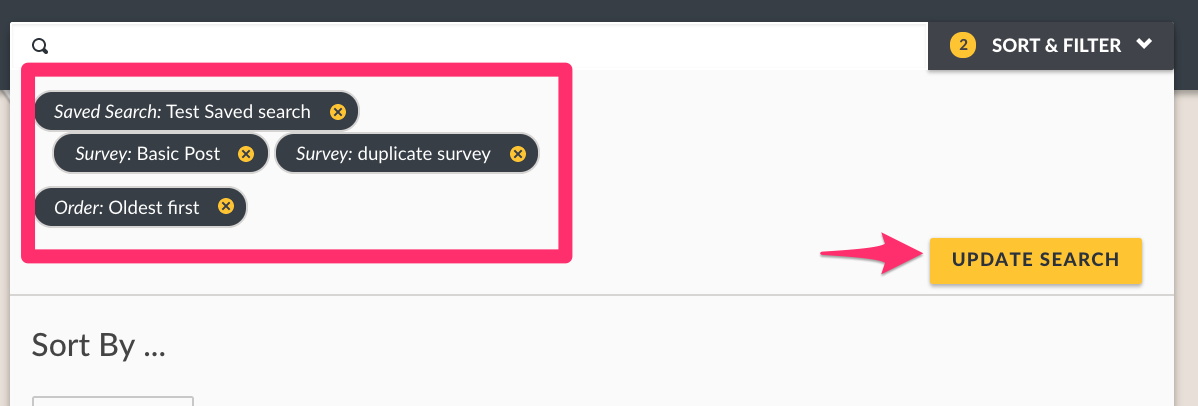 2 SORT & FILTER
Saved Search: Test Saved search
Survey: Basic Post Survey: duplicate survey
Order: Oldest first
UPDATE SEARCH
Sort By ...